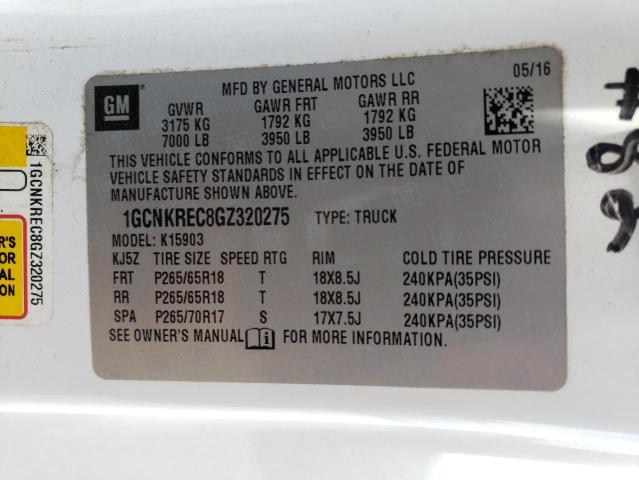 GM
MFD BY GENERAL MOTORS LLC
05/16
GVWR GAWR FRT GAWR RR
3175 KG 1792 KG 1792 KG
7000 LB 3950 LB 3950 LB
THIS VEHICLE CONFORMS TO ALL APPLICABLE U.S. FEDERAL MOTOR
VEHICLE SAFETY STANDARDS IN EFFECT ON THE DATE OF
MANUFACTURE SHOWN ABOVE.
1GCNKREC8GZ320275 TYPE: TRUCK
MODEL: K15903
KJ5Z TIRE SIZE SPEED RTG RIM COLD TIRE PRESSURE
FRT P265/65R18 T 18X8.5J 240KPA(35PSI)
RR P265/65R18 T 18X8.5J 240KPA(35PSI)
SPA P265/70R17 S 17X7.5J 240KPA(35PSI)
SEE OWNER'S MANUAL FOR MORE INFORMATION.
1GCNKREC8GZ320275
R'S
FOR
AL
ON